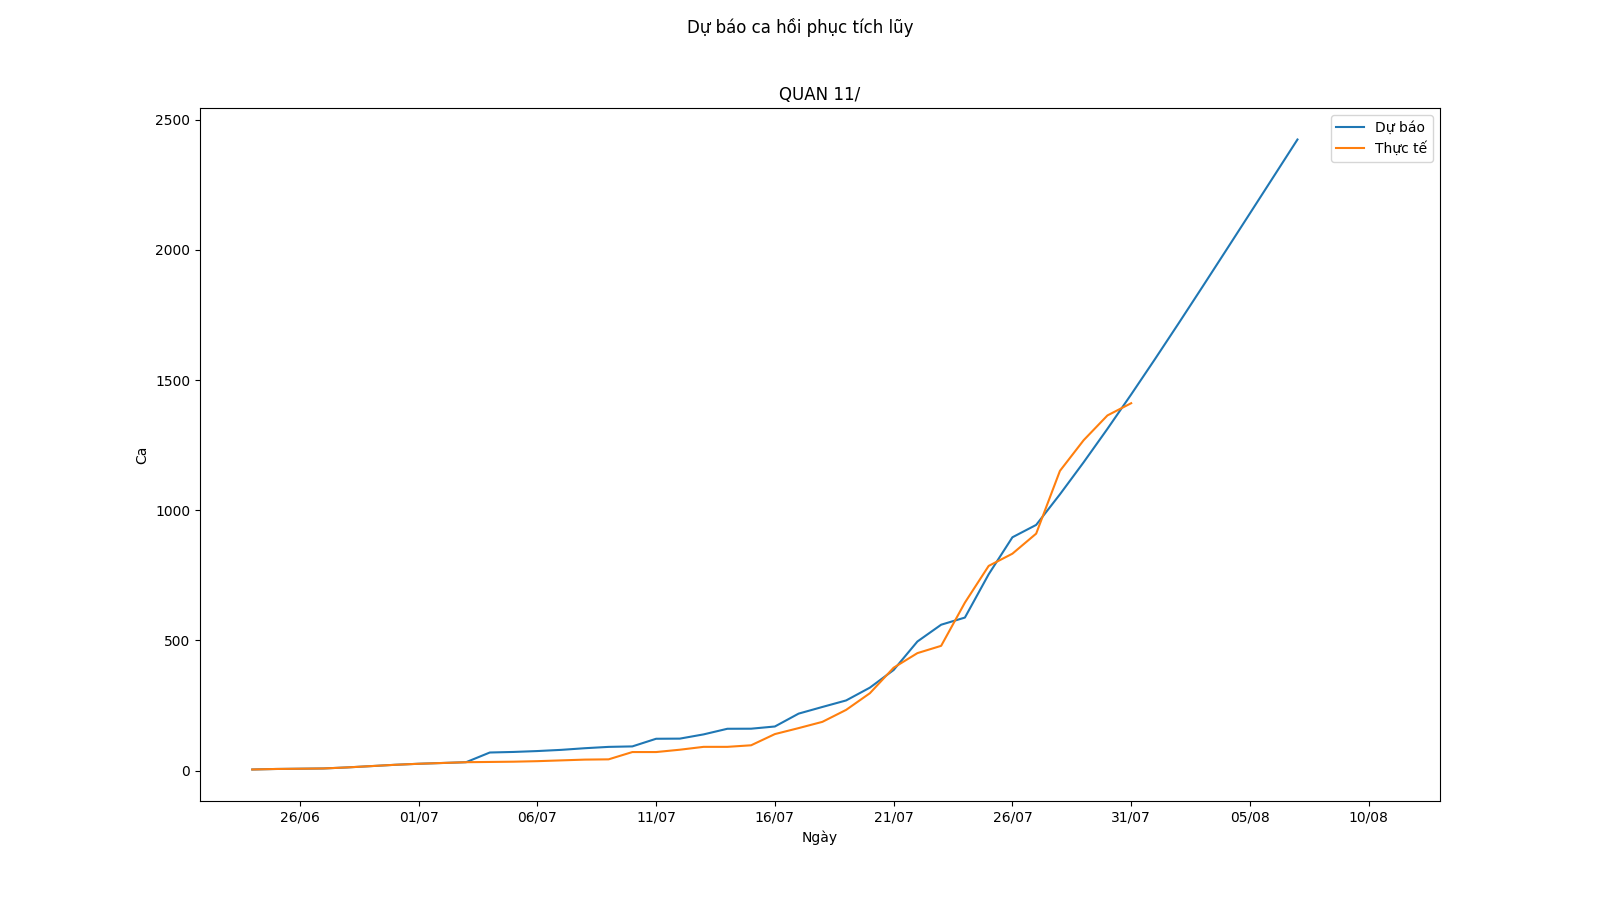 Dự báo ca hồi phục tích lũy
QUAN 11/
2500
2000
1500
1000
500
0
Ca
Dự báo
Thực tế
26/06
01/07
06/07
11/07
16/07
21/07
26/07
31/07
05/08
10/08
Ngày